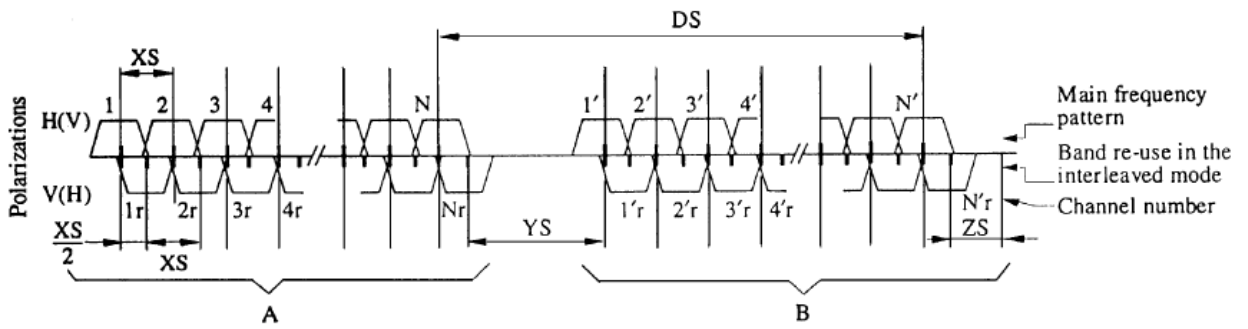 DS
XS
1 2 3 4 N 1' 2' 3' 4' N'
Polarizations
H(V)
V(H)
Main frequency
pattern
Band re-use in the
interleaved mode
Channel number
1r 2r 3r 4r Nr 1'r 2'r 3'r 4'r N'r
XS
2
XS
YS
ZS
A
B